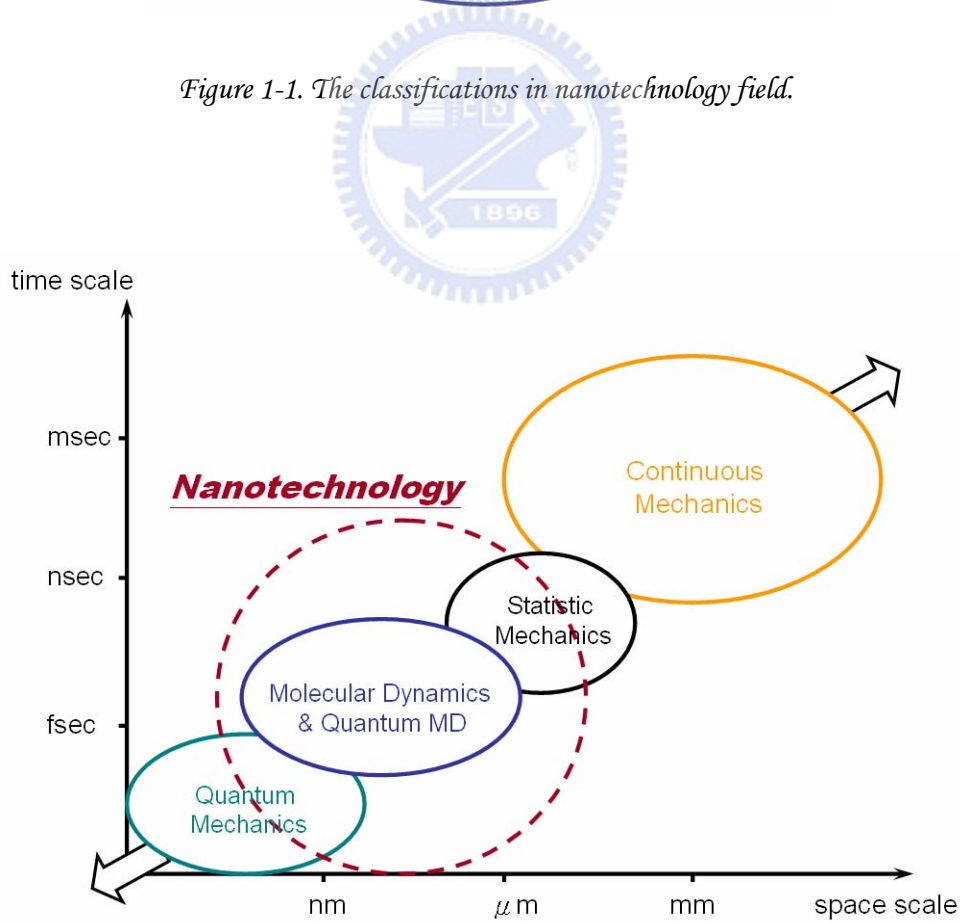 Figure 1-1. The classifications in nanotechnology field.
1896
time scale
msec
nsec
fsec
Nanotechnology
Continuous
Mechanics
Statistic
Mechanics
Molecular Dynamics
& Quantum MD
Quantum
Mechanics
nm
μm
mm
space scale